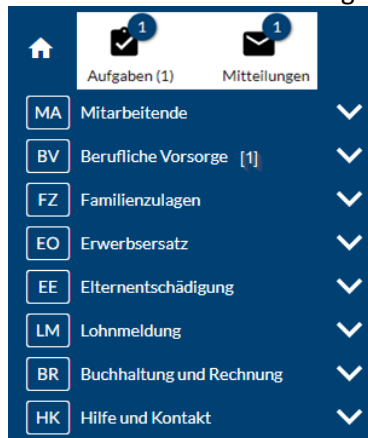 1 1
Aufgaben (1) Mitteilungen
MA Mitarbeitende
BV Berufliche Vorsorge [1]
FZ Familienzulagen
EO Erwerbsersatz
EE Elternentschädigung
LM Lohnmeldung
BR Buchhaltung und Rechnung
HK Hilfe und Kontakt